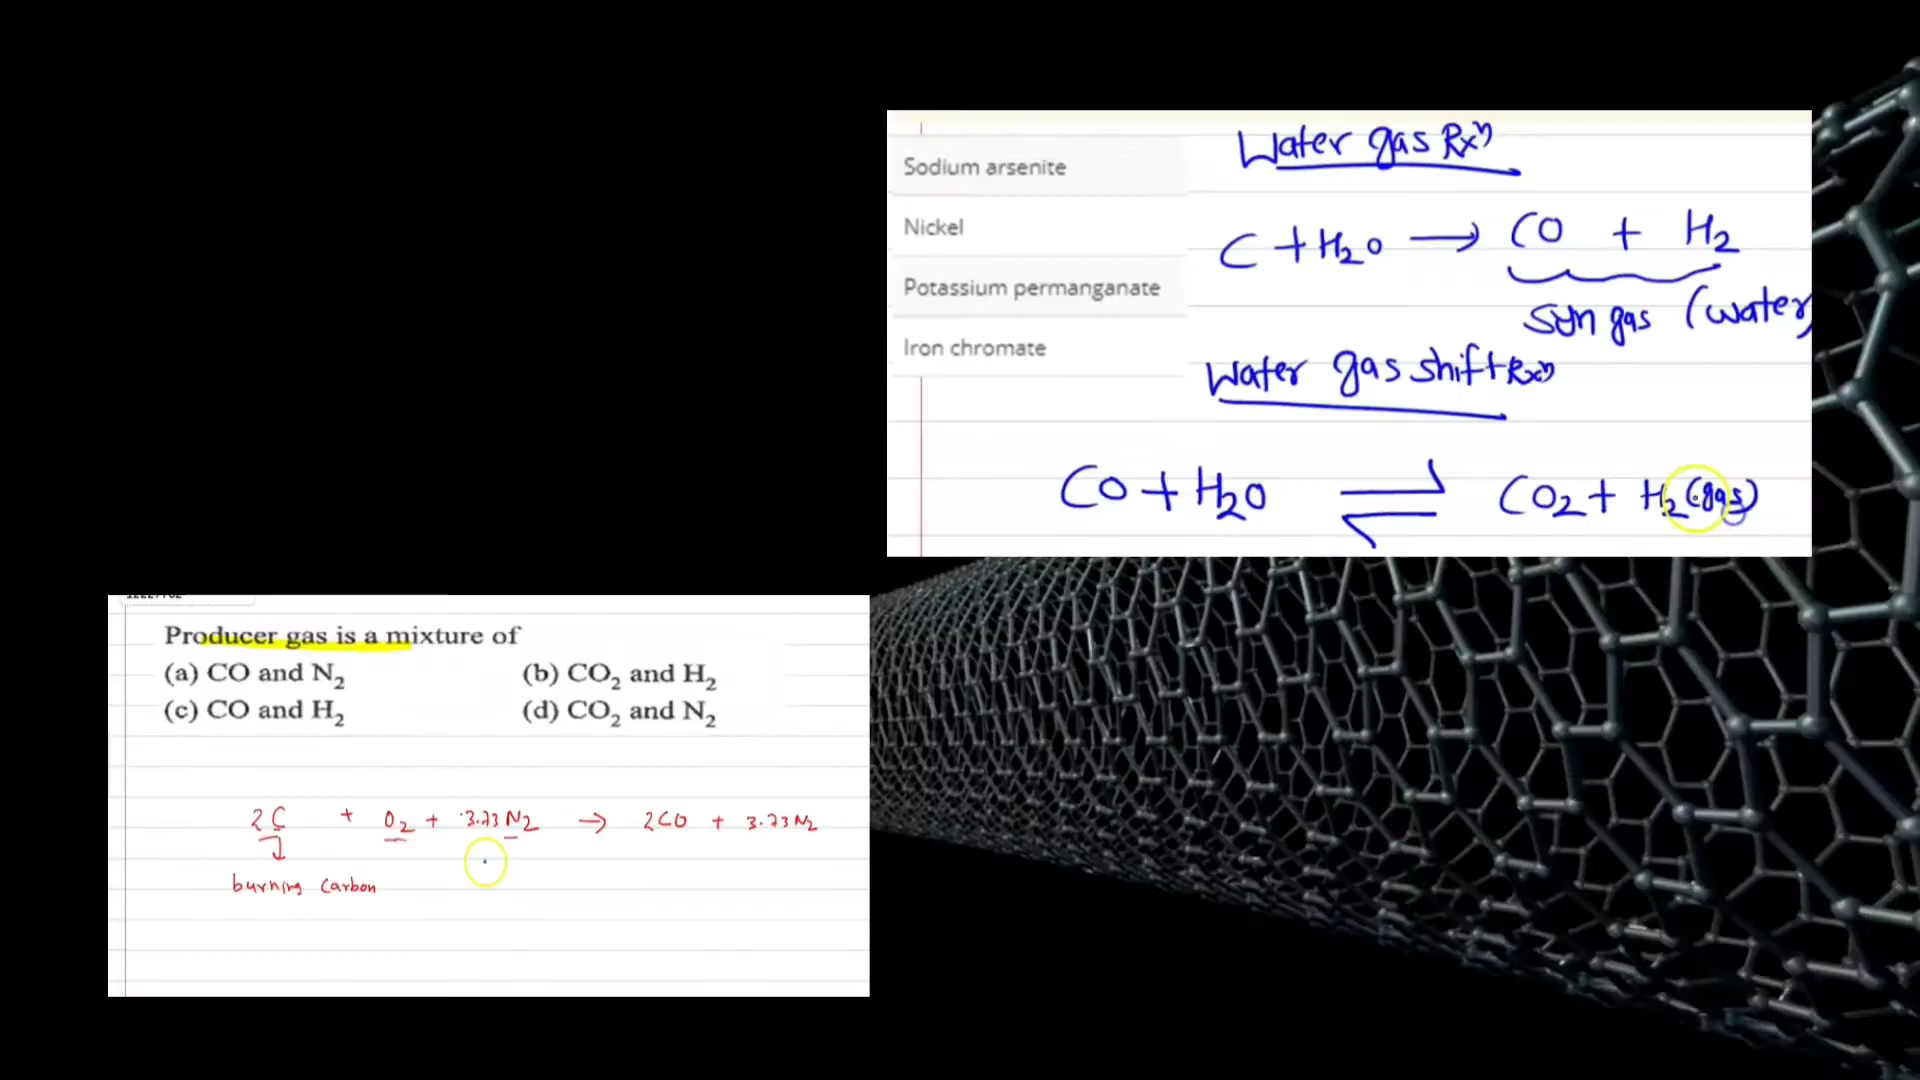 Water gas Rxn
Sodium arsenite
Nickel
C + H₂O → CO + H₂
Potassium permanganate
syn gas (water)
Iron chromate
Water gas shift Rxn
CO + H₂O ⇌ CO₂ + H₂(gas)
Producer gas is a mixture of
(a) CO and N₂ (b) CO₂ and H₂
(c) CO and H₂ (d) CO₂ and N₂
2C + O₂ + 3.73 N₂ → 2CO + 3.73 N₂
burning carbon